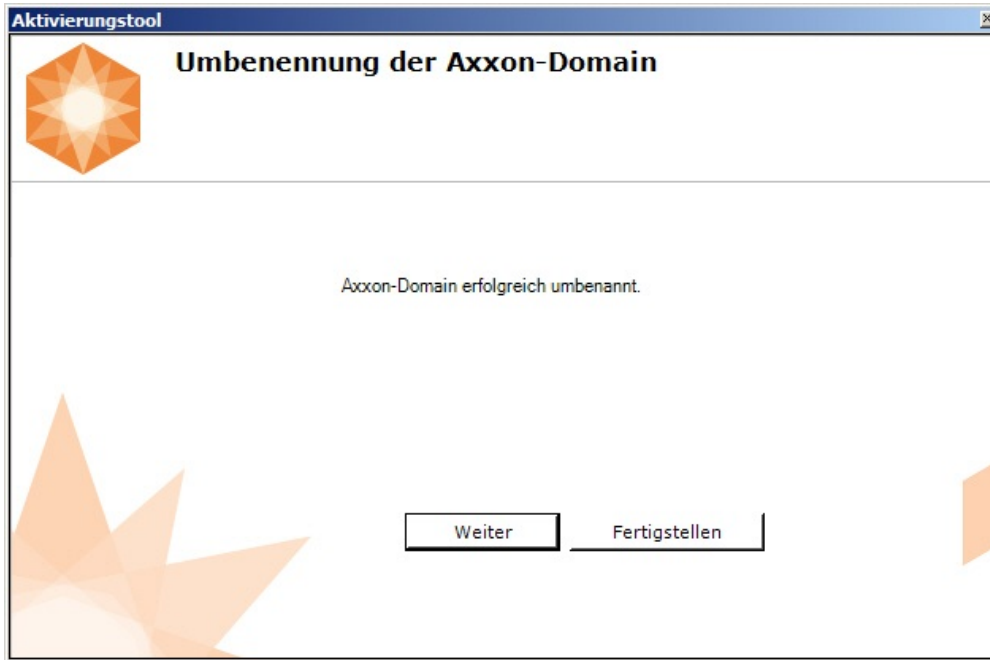 Aktivierungstool
Umbenennung der Axxon-Domain
Axxon-Domain erfolgreich umbenannt.
Weiter
Fertigstellen